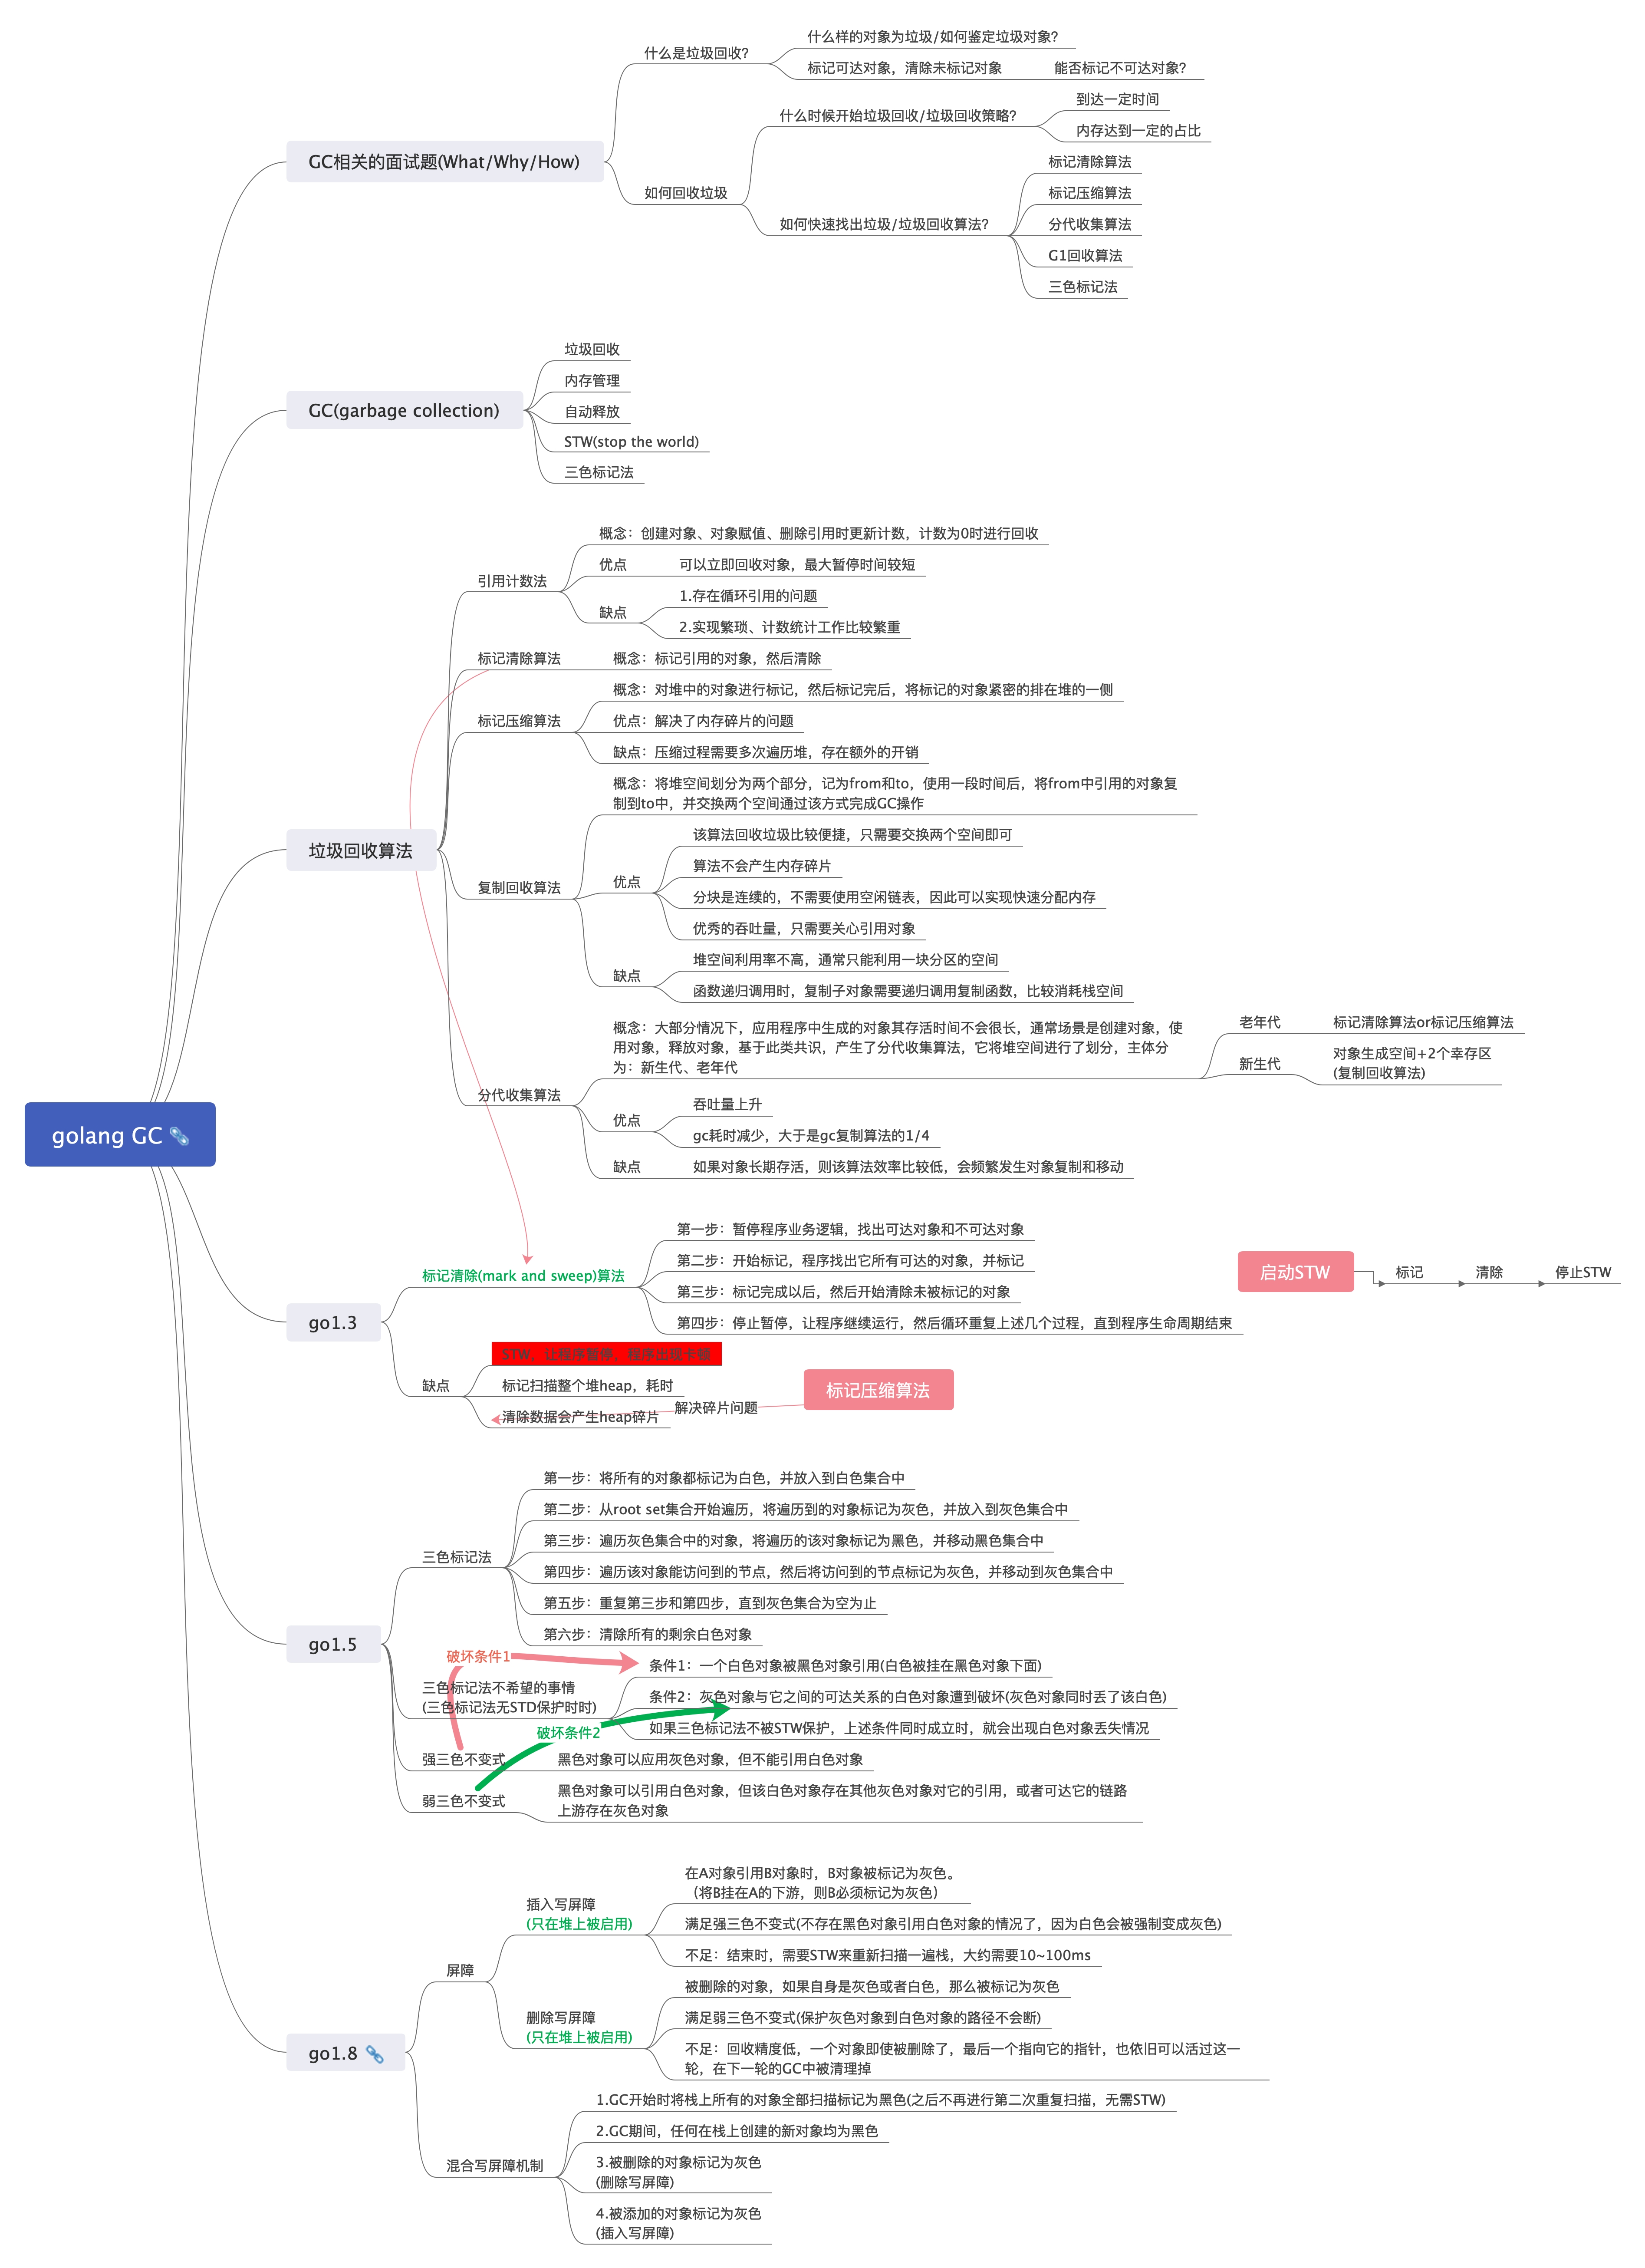 golang GC
GC相关的面试题(What/Why/How)
什么是垃圾回收?
什么样的对象为垃圾/如何鉴定垃圾对象?
标记可达对象，清除未标记对象
能否标记不可达对象?
如何回收垃圾
什么时候开始垃圾回收/垃圾回收策略?
到达一定时间
内存达到一定的占比
如何快速找出垃圾/垃圾回收算法?
标记清除算法
标记压缩算法
分代收集算法
G1回收算法
三色标记法
GC(garbage collection)
垃圾回收
内存管理
自动释放
STW(stop the world)
三色标记法
垃圾回收算法
引用计数法
概念：创建对象、对象赋值、删除引用时更新计数，计数为0时进行回收
优点
可以立即回收对象，最大暂停时间较短
缺点
1.存在循环引用的问题
2.实现繁琐、计数统计工作比较繁重
标记清除算法
概念：标记引用的对象，然后清除
标记压缩算法
概念：对堆中的对象进行标记，然后标记完后，将标记的对象紧密的排在堆的一侧
优点：解决了内存碎片的问题
缺点：压缩过程需要多次遍历堆，存在额外的开销
复制回收算法
概念：将堆空间划分为两个部分，记为from和to，使用一段时间后，将from中引用的对象复
制到to中，并交换两个空间通过该方式完成GC操作
优点
该算法回收垃圾比较便捷，只需要交换两个空间即可
算法不会产生内存碎片
分块是连续的，不需要使用空闲链表，因此可以实现快速分配内存
优秀的吞吐量，只需要关心引用对象
缺点
堆空间利用率不高，通常只能利用一块分区的空间
函数递归调用时，复制子对象需要递归调用复制函数，比较消耗栈空间
分代收集算法
概念：大部分情况下，应用程序中生成的对象其存活时间不会很长，通常场景是创建对象，使
用对象，释放对象，基于此类共识，产生了分代收集算法，它将堆空间进行了划分，主体分
为：新生代、老年代
老年代
标记清除算法or标记压缩算法
新生代
对象生成空间+2个幸存区
(复制回收算法)
优点
吞吐量上升
gc耗时减少，大于是gc复制算法的1/4
缺点
如果对象长期存活，则该算法效率比较低，会频繁发生对象复制和移动
go1.3
标记清除(mark and sweep)算法
第一步：暂停程序业务逻辑，找出可达对象和不可达对象
第二步：开始标记，程序找出它所有可达的对象，并标记
第三步：标记完成以后，然后开始清除未被标记的对象
第四步：停止暂停，让程序继续运行，然后循环重复上述几个过程，直到程序生命周期结束
启动STW
标记
清除
停止STW
缺点
STW，让程序暂停，程序出现卡顿
标记扫描整个堆heap，耗时
清除数据会产生heap碎片
解决碎片问题
标记压缩算法
go1.5
三色标记法
第一步：将所有的对象都标记为白色，并放入到白色集合中
第二步：从root set集合开始遍历，将遍历到的对象标记为灰色，并放入到灰色集合中
第三步：遍历灰色集合中的对象，将遍历的该对象标记为黑色，并移动黑色集合中
第四步：遍历该对象能访问到的节点，然后将访问到的节点标记为灰色，并移动到灰色集合中
第五步：重复第三步和第四步，直到灰色集合为空为止
第六步：清除所有的剩余白色对象
破坏条件1
三色标记法不希望的事情
(三色标记法无STD保护时时)
条件1：一个白色对象被黑色对象引用(白色被挂在黑色对象下面)
条件2：灰色对象与它之间的可达关系的白色对象遭到破坏(灰色对象同时丢了该白色)
如果三色标记法不被STW保护，上述条件同时成立时，就会出现白色对象丢失情况
破坏条件2
强三色不变式
黑色对象可以应用灰色对象，但不能引用白色对象
弱三色不变式
黑色对象可以引用白色对象，但该白色对象存在其他灰色对象对它的引用，或者可达它的链路
上游存在灰色对象
go1.8
屏障
插入写屏障
(只在堆上被启用)
在A对象引用B对象时，B对象被标记为灰色。
（将B挂在A的下游，则B必须标记为灰色）
满足强三色不变式(不存在黑色对象引用白色对象的情况了，因为白色会被强制变成灰色)
不足：结束时，需要STW来重新扫描一遍栈，大约需要10~100ms
删除写屏障
(只在堆上被启用)
被删除的对象，如果自身是灰色或者白色，那么被标记为灰色
满足弱三色不变式(保护灰色对象到白色对象的路径不会断)
不足：回收精度低，一个对象即使被删除了，最后一个指向它的指针，也依旧可以活过这一
轮，在下一轮的GC中被清理掉
混合写屏障机制
1.GC开始时将栈上所有的对象全部扫描标记为黑色(之后不再进行第二次重复扫描，无需STW)
2.GC期间，任何在栈上创建的新对象均为黑色
3.被删除的对象标记为灰色
(删除写屏障)
4.被添加的对象标记为灰色
(插入写屏障)